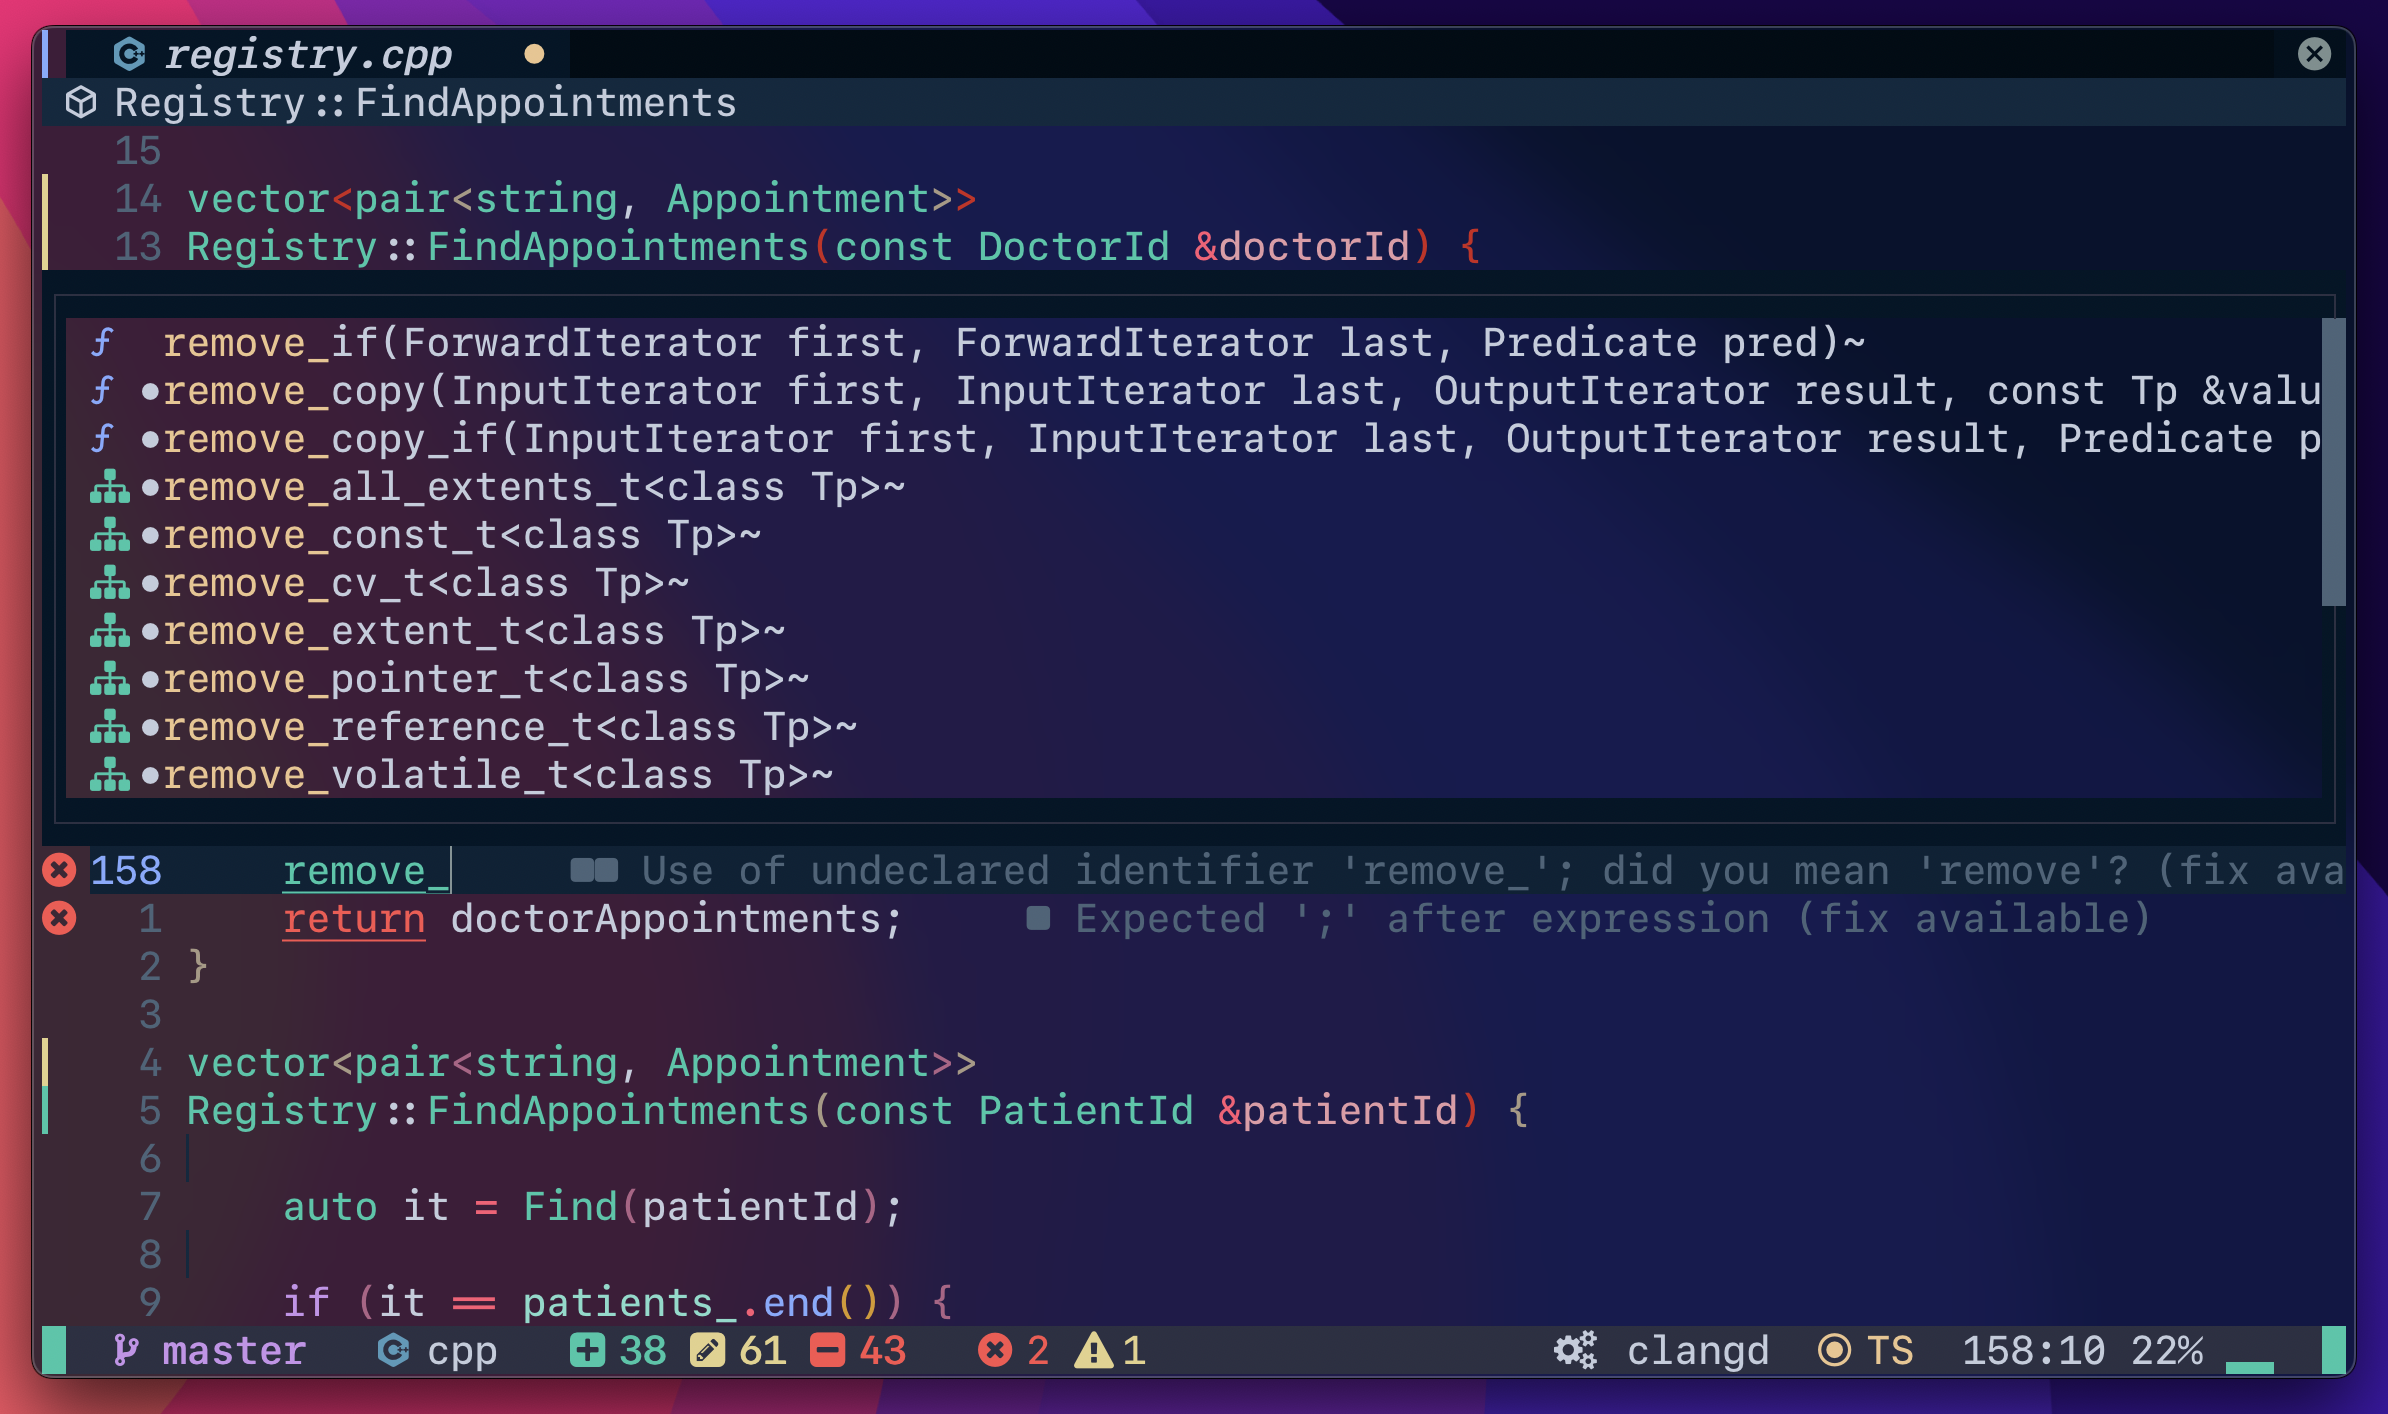 registry.cpp
Registry::FindAppointments
15
14 vector<pair<string, Appointment>>
13 Registry::FindAppointments(const DoctorId &doctorId) {
remove_if(ForwardIterator first, ForwardIterator last, Predicate pred)~
remove_copy(InputIterator first, InputIterator last, OutputIterator result, const Tp &valu
remove_copy_if(InputIterator first, InputIterator last, OutputIterator result, Predicate p
remove_all_extents_t<class Tp>~
remove_const_t<class Tp>~
remove_cv_t<class Tp>~
remove_extent_t<class Tp>~
remove_pointer_t<class Tp>~
remove_reference_t<class Tp>~
remove_volatile_t<class Tp>~
158 remove_ Use of undeclared identifier 'remove_'; did you mean 'remove'? (fix ava
1 return doctorAppointments; Expected ';' after expression (fix available)
2 }
3
4 vector<pair<string, Appointment>>
5 Registry::FindAppointments(const PatientId &patientId) {
6
7 auto it = Find(patientId);
8
9 if (it == patients_.end()) {
master cpp 38 61 43 2 1 clangd TS 158:10 22%